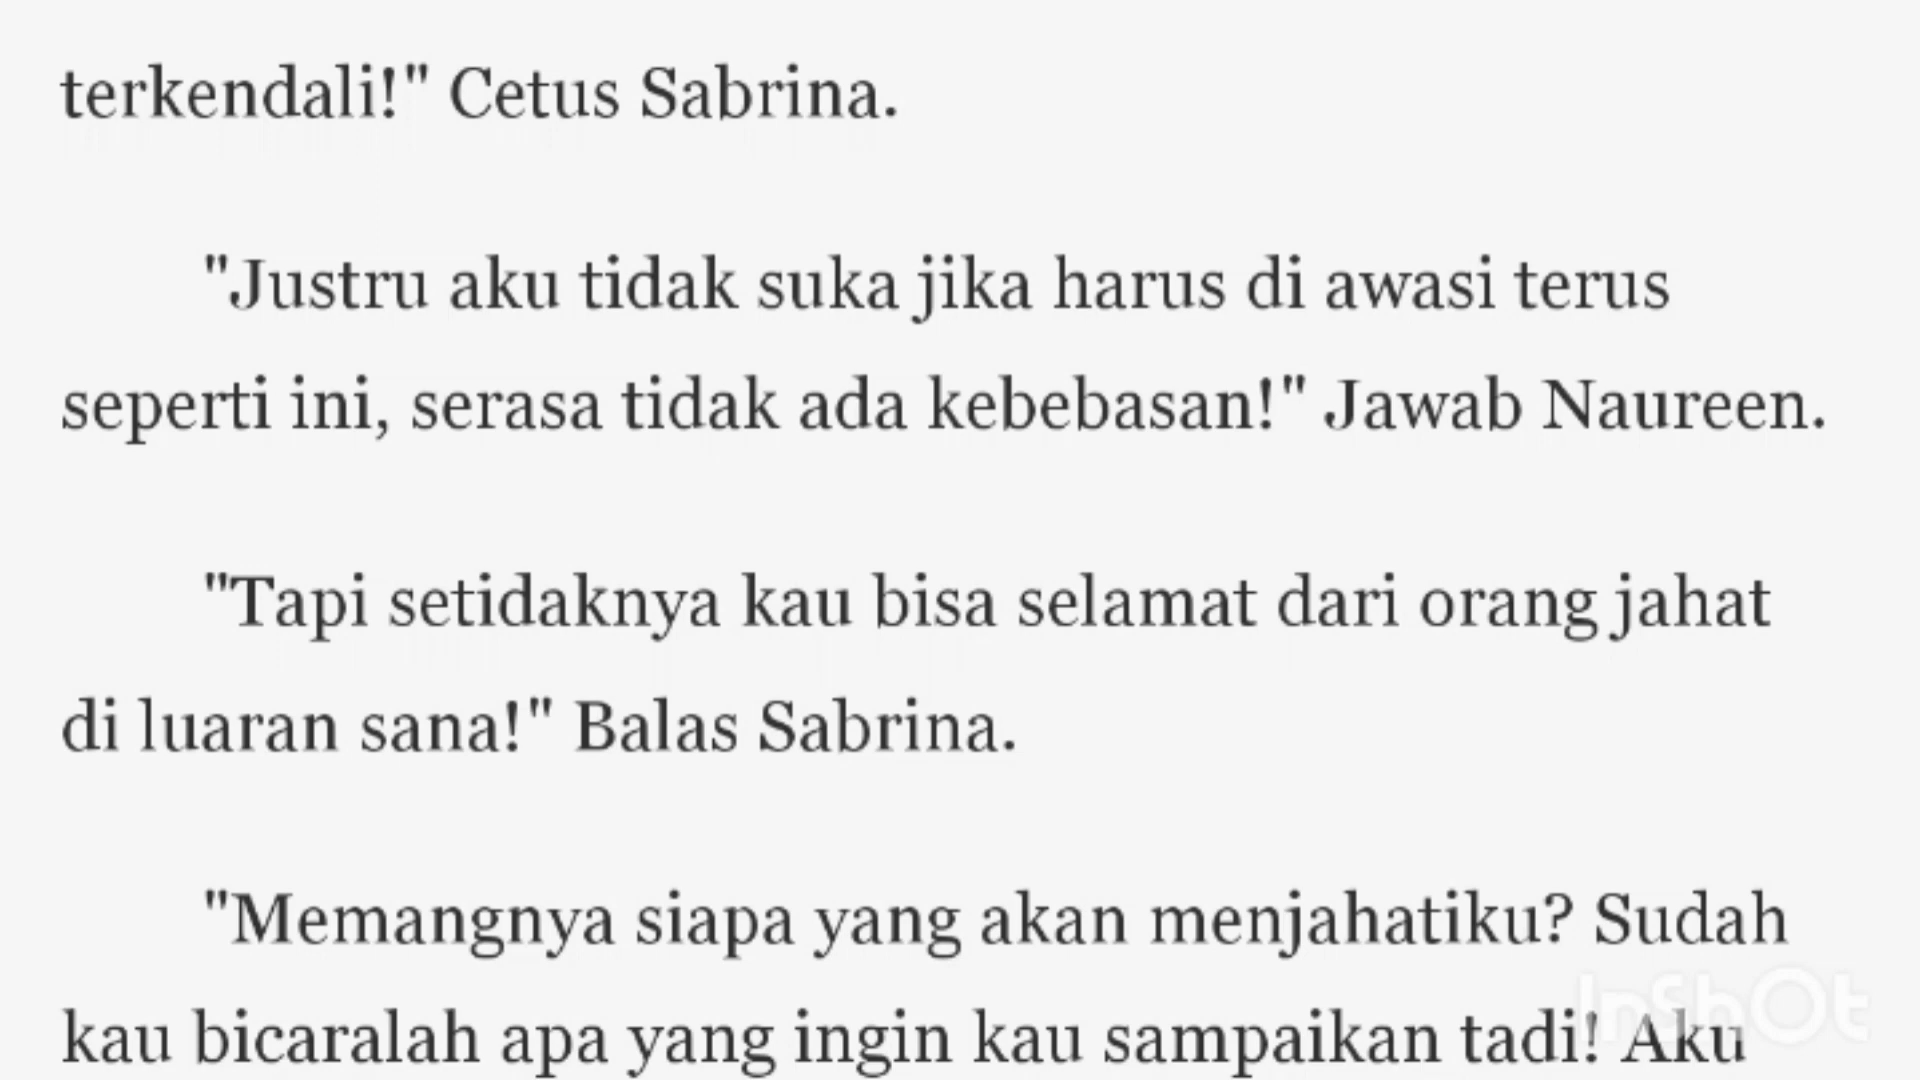 terkendali!" Cetus Sabrina.
"Justru aku tidak suka jika harus di awasi terus
seperti ini, serasa tidak ada kebebasan!" Jawab Naureen.
"Tapi setidaknya kau bisa selamat dari orang jahat
di luaran sana!" Balas Sabrina.
"Memangnya siapa yang akan menjahatiku? Sudah
kau bicaralah apa yang ingin kau sampaikan tadi! Aku
InShOt